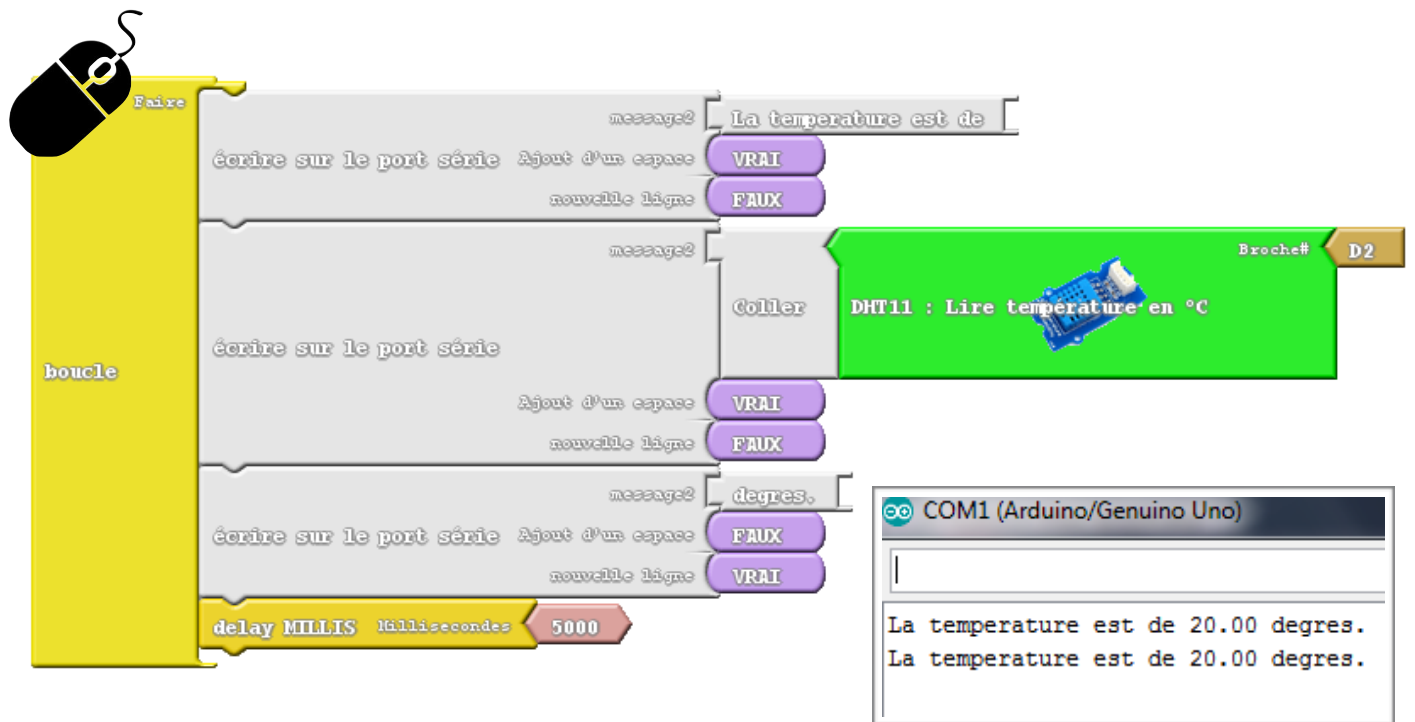 Faire
message2 La temperature est de
écrire sur le port série Ajout d'un espace VRAI
nouvelle ligne FAUX
message2 Broche# D2
Coller DHT11 : Lire température en °C
écrire sur le port série
boucle
Ajout d'un espace VRAI
nouvelle ligne FAUX
message2 degres.
écrire sur le port série Ajout d'un espace FAUX
nouvelle ligne VRAI
delay MILLIS Millisecondes 5000
COM1 (Arduino/Genuino Uno)
La temperature est de 20.00 degres.
La temperature est de 20.00 degres.